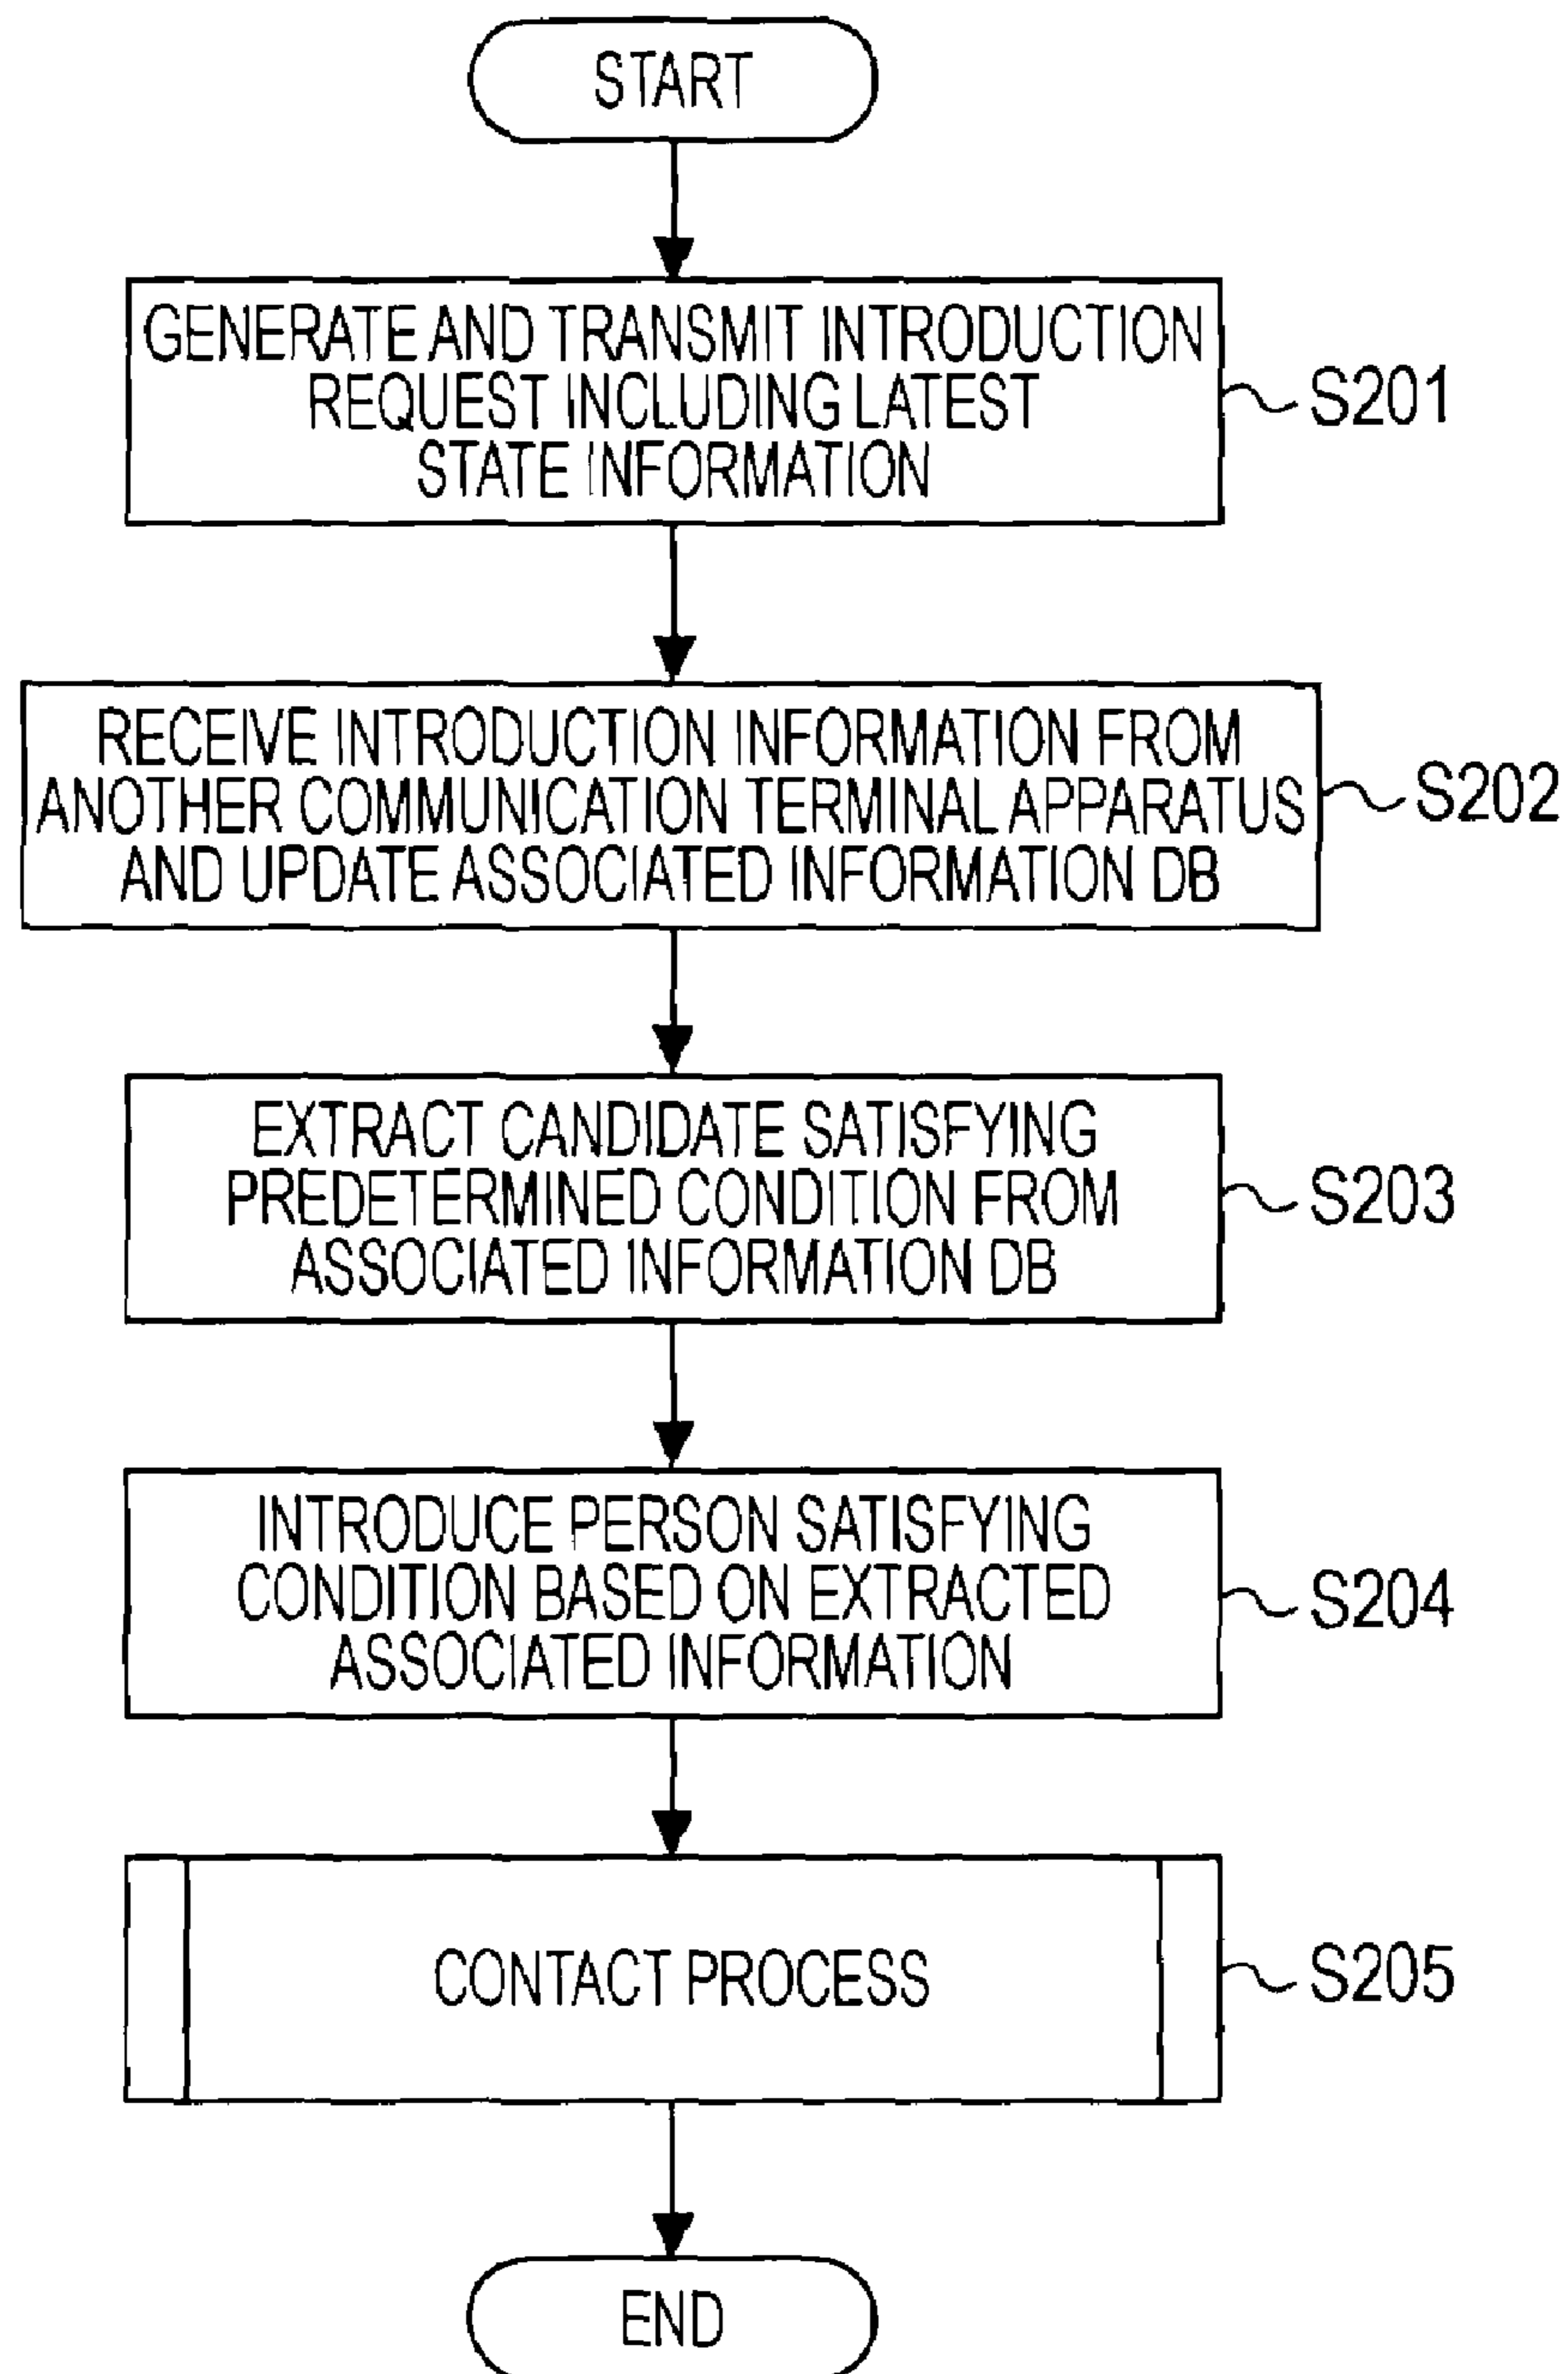 START
GENERATE AND TRANSMIT INTRODUCTION
REQUEST INCLUDING LATEST
STATE INFORMATION
S201
RECEIVE INTRODUCTION INFORMATION FROM
ANOTHER COMMUNICATION TERMINAL APPARATUS
AND UPDATE ASSOCIATED INFORMATION DB
S202
EXTRACT CANDIDATE SATISFYING
PREDETERMINED CONDITION FROM
ASSOCIATED INFORMATION DB
S203
INTRODUCE PERSON SATISFYING
CONDITION BASED ON EXTRACTED
ASSOCIATED INFORMATION
S204
CONTACT PROCESS
S205
END